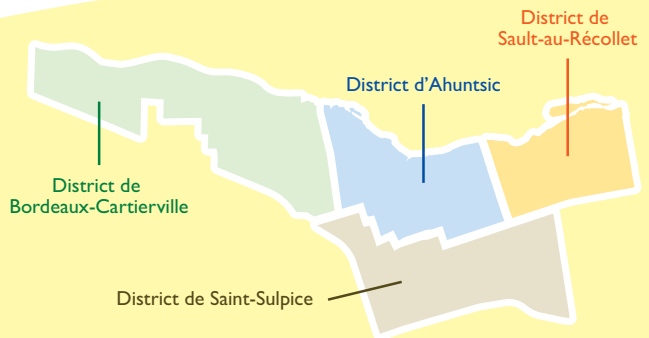 District de
Sault-au-Récollet
District d'Ahuntsic
District de
Bordeaux-Cartierville
District de Saint-Sulpice